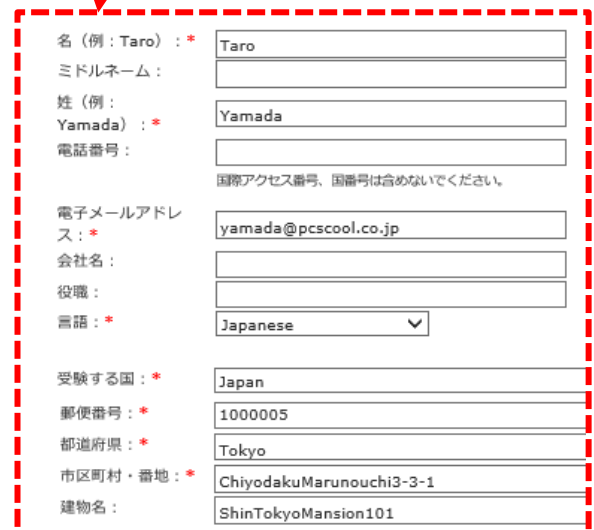 名（例：Taro）：* Taro
ミドルネーム：
姓（例：
Yamada）：* Yamada
電話番号：
国際アクセス番号、国番号は含めないでください。
電子メールアドレ
ス：* yamada@pcscool.co.jp
会社名：
役職：
言語：* Japanese
受験する国：* Japan
郵便番号：* 1000005
都道府県：* Tokyo
市区町村・番地：* ChiyodakuMarunouchi3-3-1
建物名： ShinTokyoMansion101